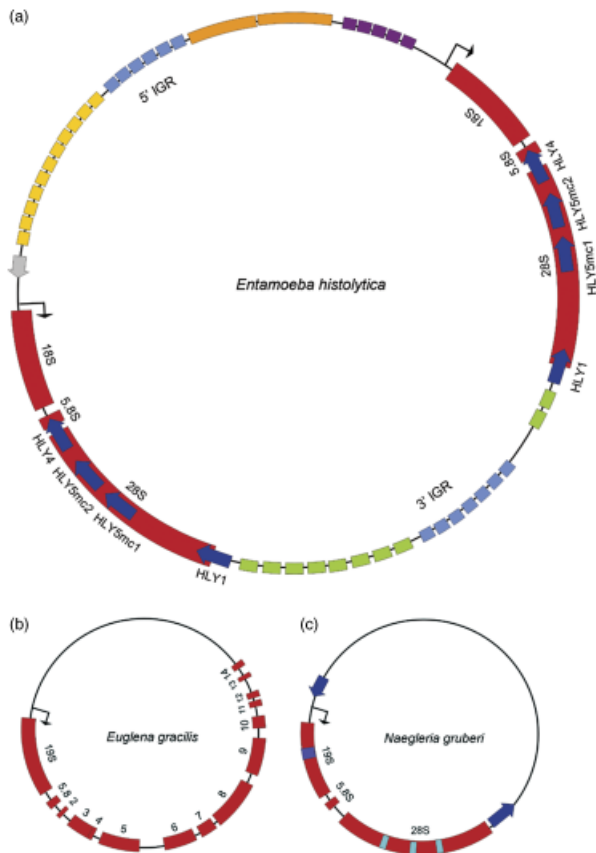 (a)
5' IGR
18S
5.8S
HLY4
HLY5mc2
28S
HLY5mc1
HLY1
Entamoeba histolytica
18S
5.8S
HLY4
HLY5mc2
28S
HLY5mc1
HLY1
3' IGR
(b)
14
13
12
11
10
9
8
7
6
5
4
3
2
5.8
19S
Euglena gracilis
(c)
19S
5.8S
28S
Naegleria gruberi